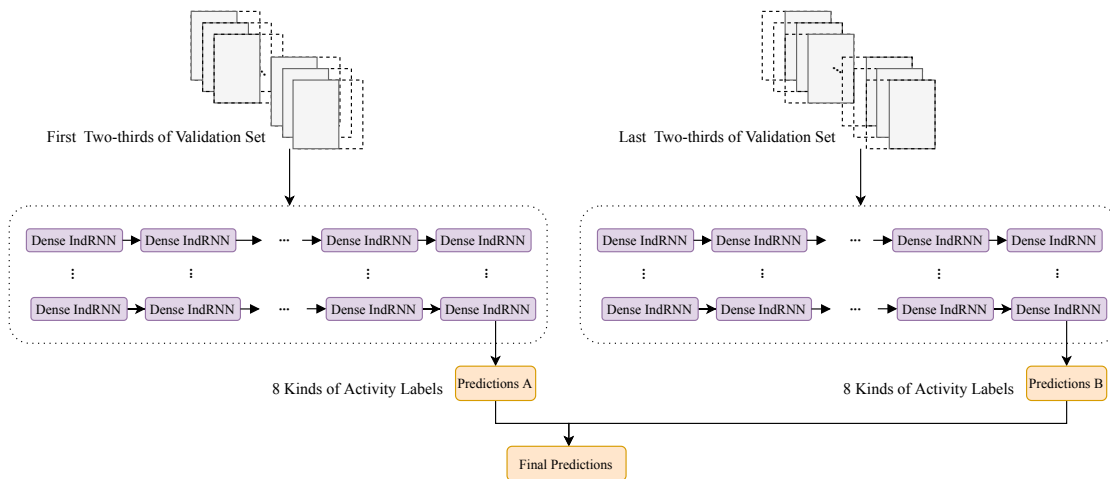 First Two-thirds of Validation Set
Last Two-thirds of Validation Set
Dense IndRNN Dense IndRNN ... Dense IndRNN Dense IndRNN
Dense IndRNN Dense IndRNN ... Dense IndRNN Dense IndRNN
Dense IndRNN Dense IndRNN ... Dense IndRNN Dense IndRNN
Dense IndRNN Dense IndRNN ... Dense IndRNN Dense IndRNN
8 Kinds of Activity Labels
Predictions A
8 Kinds of Activity Labels
Predictions B
Final Predictions